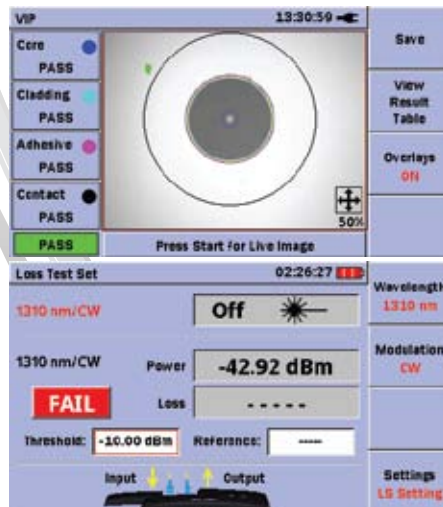 VIP 13:30:59
Core
PASS
Cladding
PASS
Adhesive
PASS
Contact
PASS
PASS
50%
Press Start for Live Image
Save
View
Result
Table
Overlays
ON
Loss Test Set 02:26:27
1310 nm/CW Off
1310 nm/CW Power -42.92 dBm
FAIL Loss - - - - -
Threshold: -10.00 dBm Reference: -----
Input Output
Wavelength
1310 nm
Modulation
CW
Settings
LS Setting